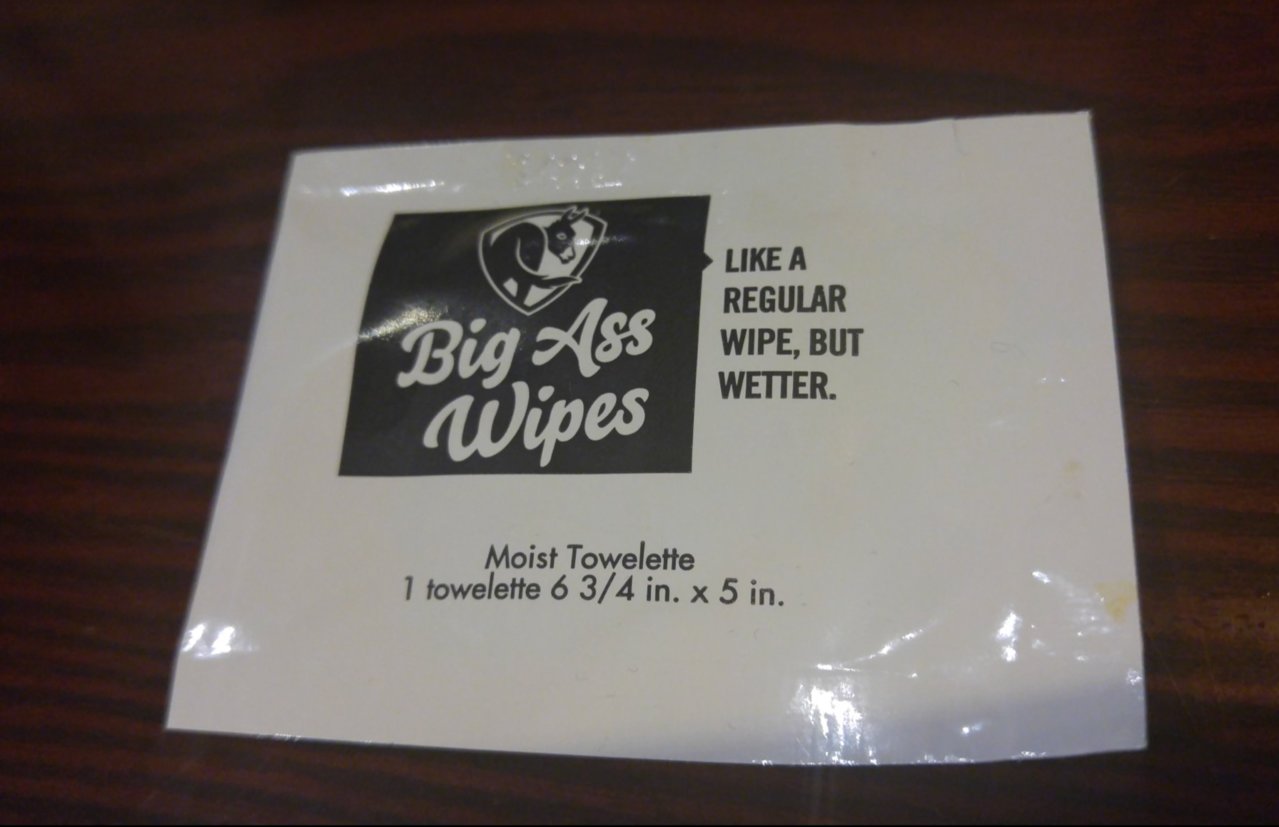 Big Ass
Wipes
LIKE A
REGULAR
WIPE, BUT
WETTER.
Moist Towelette
1 towelette 6 3/4 in. x 5 in.